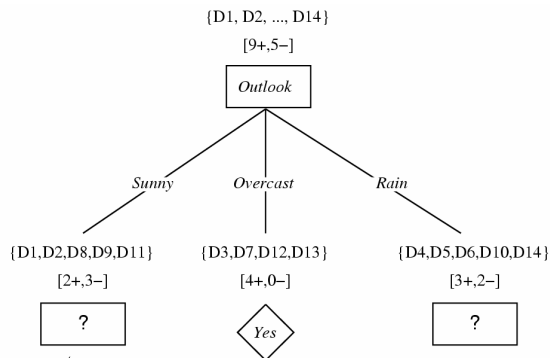 {D1, D2, ..., D14}
[9+,5−]
Outlook
Sunny Overcast Rain
{D1,D2,D8,D9,D11} {D3,D7,D12,D13} {D4,D5,D6,D10,D14}
[2+,3−] [4+,0−] [3+,2−]
? Yes ?